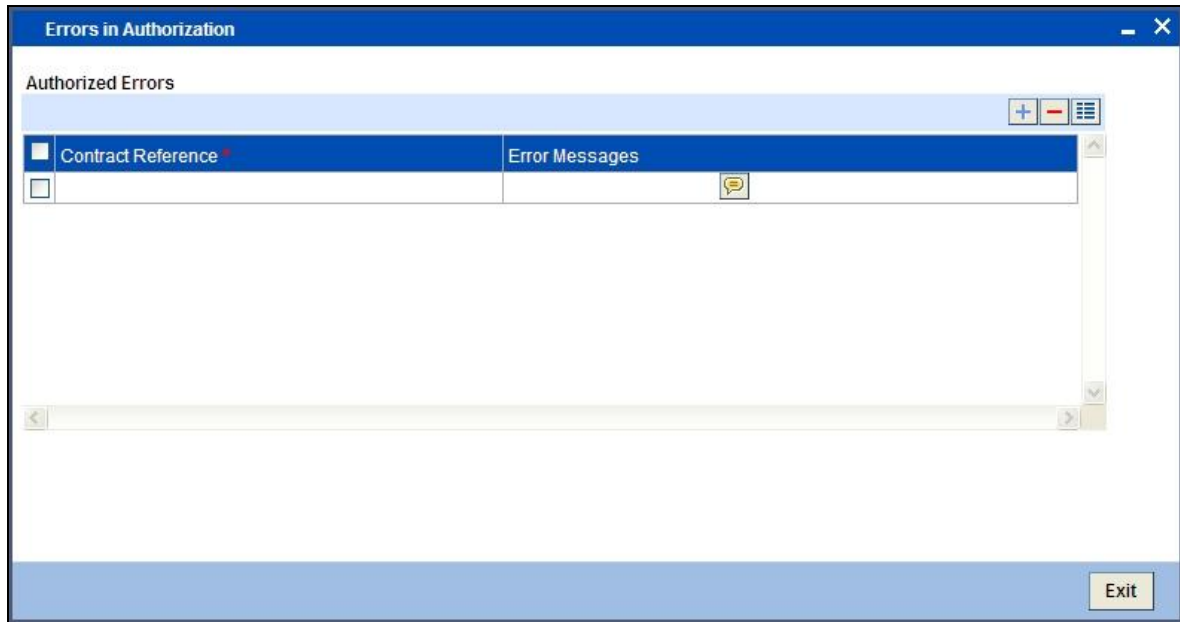 Errors in Authorization
Authorized Errors
Contract Reference *
Error Messages
Exit